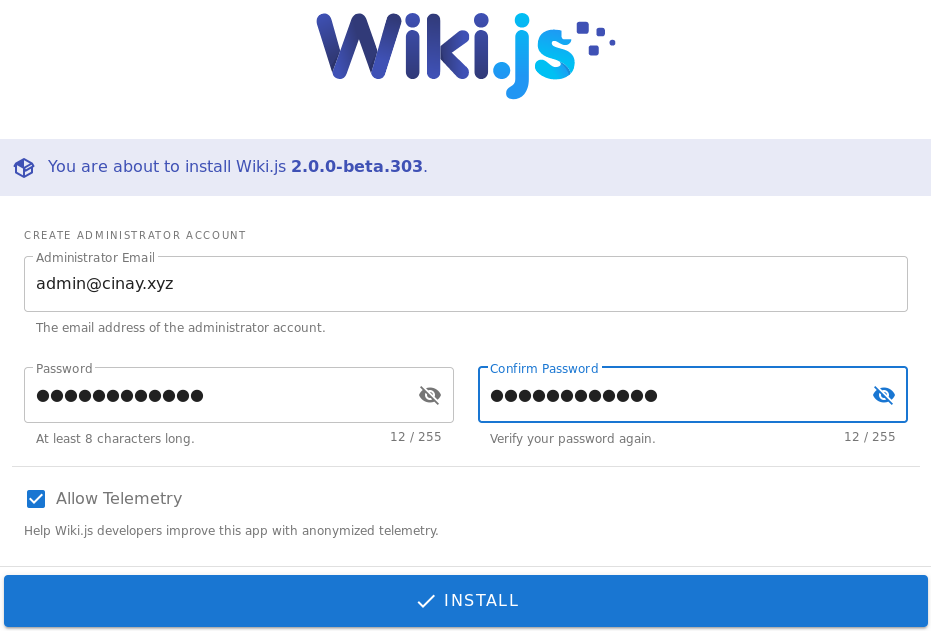 Wiki.js
You are about to install Wiki.js 2.0.0-beta.303.
CREATE ADMINISTRATOR ACCOUNT
Administrator Email
admin@cinay.xyz
The email address of the administrator account.
Password
Confirm Password
●●●●●●●●●●●●
●●●●●●●●●●●●
At least 8 characters long.
12 / 255
Verify your password again.
12 / 255
Allow Telemetry
Help Wiki.js developers improve this app with anonymized telemetry.
INSTALL